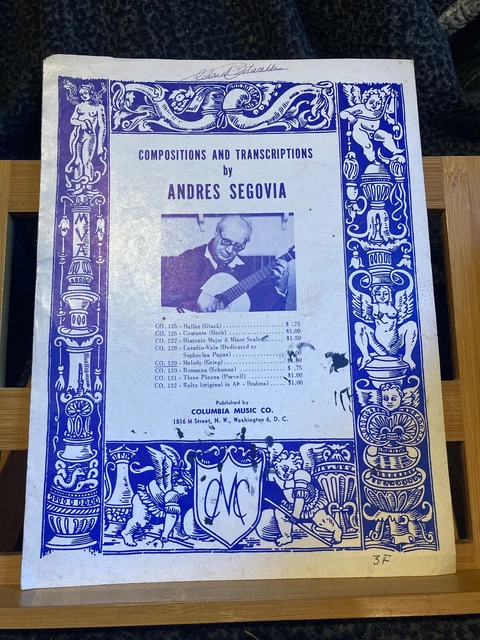 COMPOSITIONS AND TRANSCRIPTIONS
by
ANDRES SEGOVIA
CO. 125 - Ballet (Gluck) $ .75
CO. 126 - Courante (Bach) $1.00
CO. 127 - Diatonic Major & Minor Scales $1.50
CO. 128 - Estudio-Vals (Dedicated to
Sophocles Papas)
CO. 129 - Melody (Grieg) $1.00
CO. 130 - Romanza (Schuman) $ .75
CO. 131 - Three Pieces (Purcell) $1.00
CO. 132 - Waltz (original in A# - Brahms) $1.00
Published by
COLUMBIA MUSIC CO.
1816 M Street, N. W., Washington 6, D. C.
CMC
3F